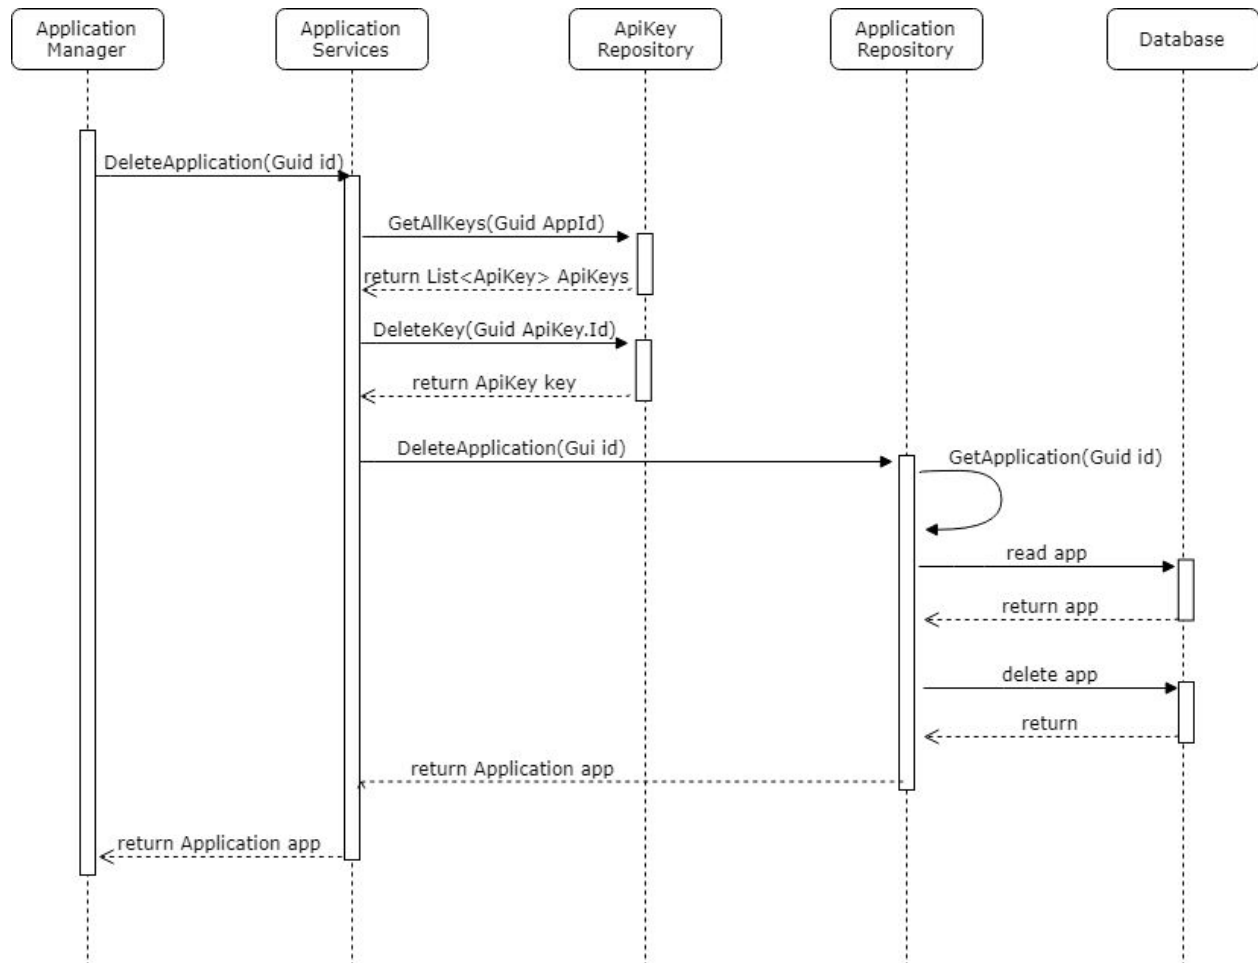 Application
Manager
Application
Services
ApiKey
Repository
Application
Repository
Database
DeleteApplication(Guid id)
GetAllKeys(Guid AppId)
return List<ApiKey> ApiKeys
DeleteKey(Guid ApiKey.Id)
return ApiKey key
DeleteApplication(Gui id)
GetApplication(Guid id)
read app
return app
delete app
return
return Application app
return Application app